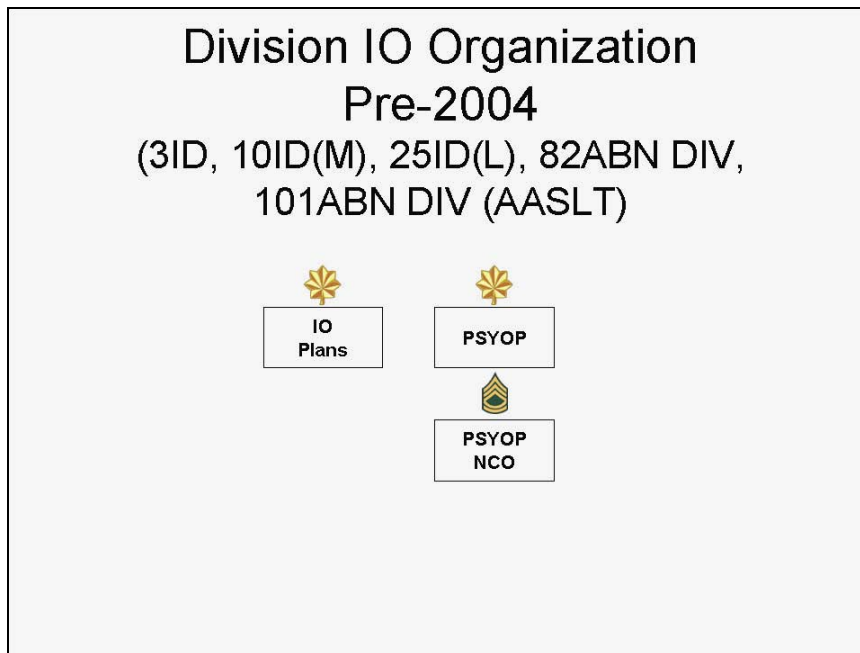 Division IO Organization
Pre-2004
(3ID, 10ID(M), 25ID(L), 82ABN DIV,
101ABN DIV (AASLT)
IO
Plans
PSYOP
PSYOP
NCO